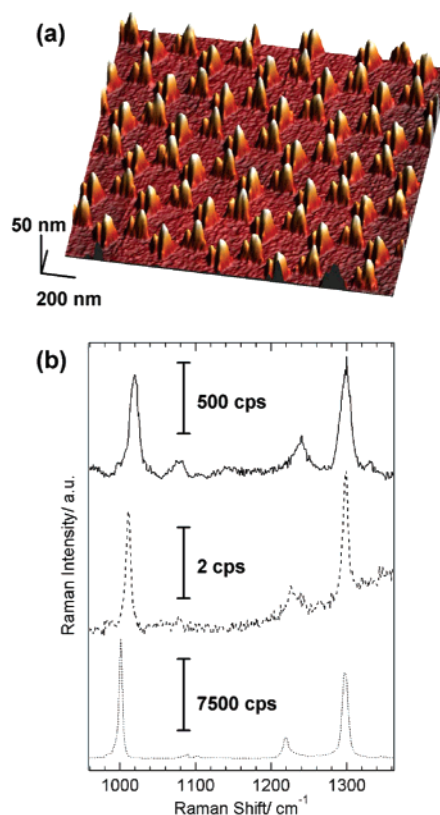 (a)
50 nm
200 nm
(b)
500 cps
2 cps
7500 cps
Raman Intensity/ a.u.
1000 1100 1200 1300
Raman Shift/ cm⁻¹